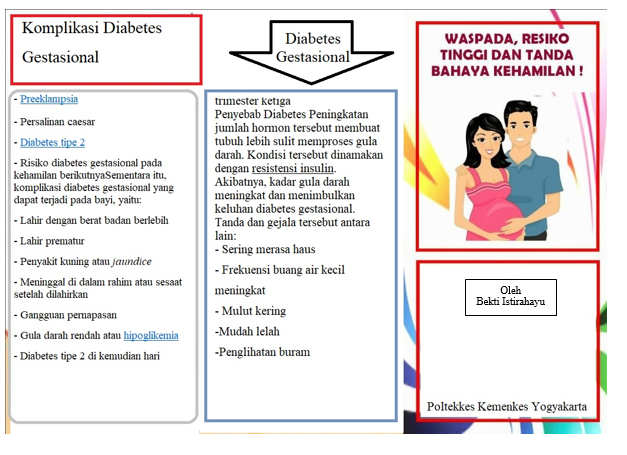 Komplikasi Diabetes
Gestasional
- Preeklampsia
- Persalinan caesar
- Diabetes tipe 2
- Risiko diabetes gestasional pada
kehamilan berikutnyaSementara itu,
komplikasi diabetes gestasional yang
dapat terjadi pada bayi, yaitu:
- Lahir dengan berat badan berlebih
- Lahir prematur
- Penyakit kuning atau jaundice
- Meninggal di dalam rahim atau sesaat
setelah dilahirkan
- Gangguan pernapasan
- Gula darah rendah atau hipoglikemia
- Diabetes tipe 2 di kemudian hari
Diabetes
Gestasional
trimester ketiga
Penyebab Diabetes Peningkatan
jumlah hormon tersebut membuat
tubuh lebih sulit memproses gula
darah. Kondisi tersebut dinamakan
dengan resistensi insulin.
Akibatnya, kadar gula darah
meningkat dan menimbulkan
keluhan diabetes gestasional.
Tanda dan gejala tersebut antara
lain:
- Sering merasa haus
- Frekuensi buang air kecil
meningkat
- Mulut kering
-Mudah lelah
-Penglihatan buram
WASPADA, RESIKO
TINGGI DAN TANDA
BAHAYA KEHAMILAN !
Oleh
Bekti Istirahayu
Poltekkes Kemenkes Yogyakarta